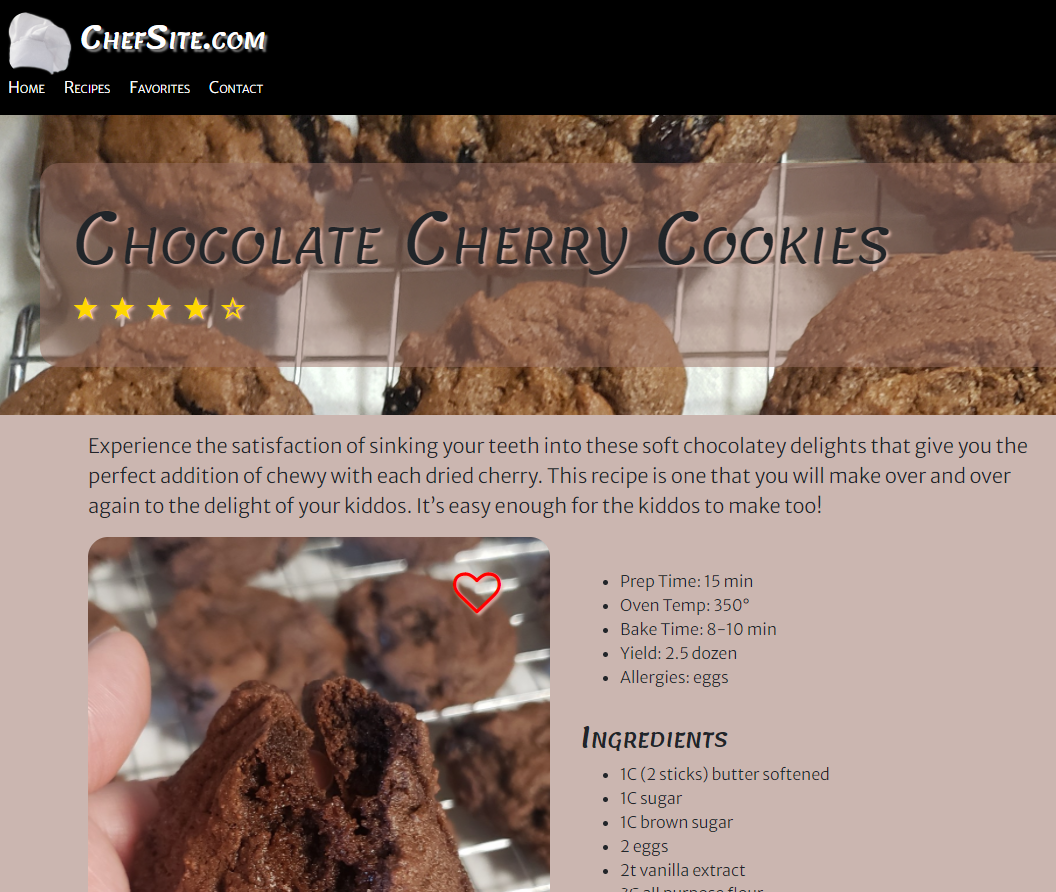 ChefSite.com
Home Recipes Favorites Contact
Chocolate Cherry Cookies
Experience the satisfaction of sinking your teeth into these soft chocolatey delights that give you the
perfect addition of chewy with each dried cherry. This recipe is one that you will make over and over
again to the delight of your kiddos. It’s easy enough for the kiddos to make too!
Prep Time: 15 min
Oven Temp: 350°
Bake Time: 8-10 min
Yield: 2.5 dozen
Allergies: eggs
Ingredients
1C (2 sticks) butter softened
1C sugar
1C brown sugar
2 eggs
2t vanilla extract